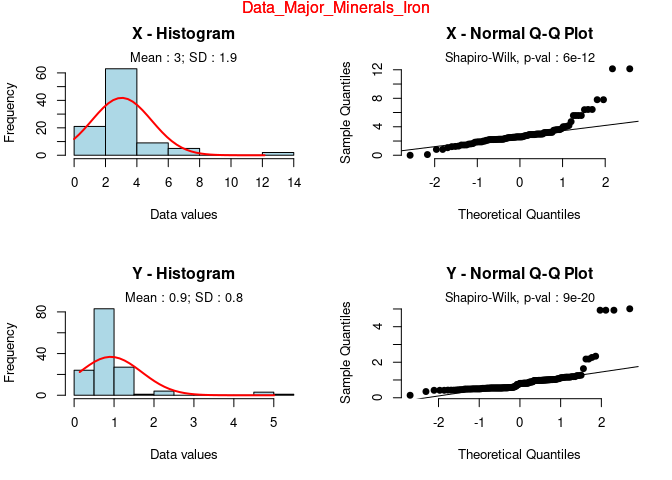 Data_Major_Minerals_Iron
X - Histogram
Mean : 3; SD : 1.9
Frequency
0 20 40 60
0 2 4 6 8 10 12 14
Data values
X - Normal Q-Q Plot
Shapiro-Wilk, p-val : 6e-12
Sample Quantiles
0 4 8 12
-2 -1 0 1 2
Theoretical Quantiles
Y - Histogram
Mean : 0.9; SD : 0.8
Frequency
0 40 80
0 1 2 3 4 5
Data values
Y - Normal Q-Q Plot
Shapiro-Wilk, p-val : 9e-20
Sample Quantiles
0 2 4
-2 -1 0 1 2
Theoretical Quantiles